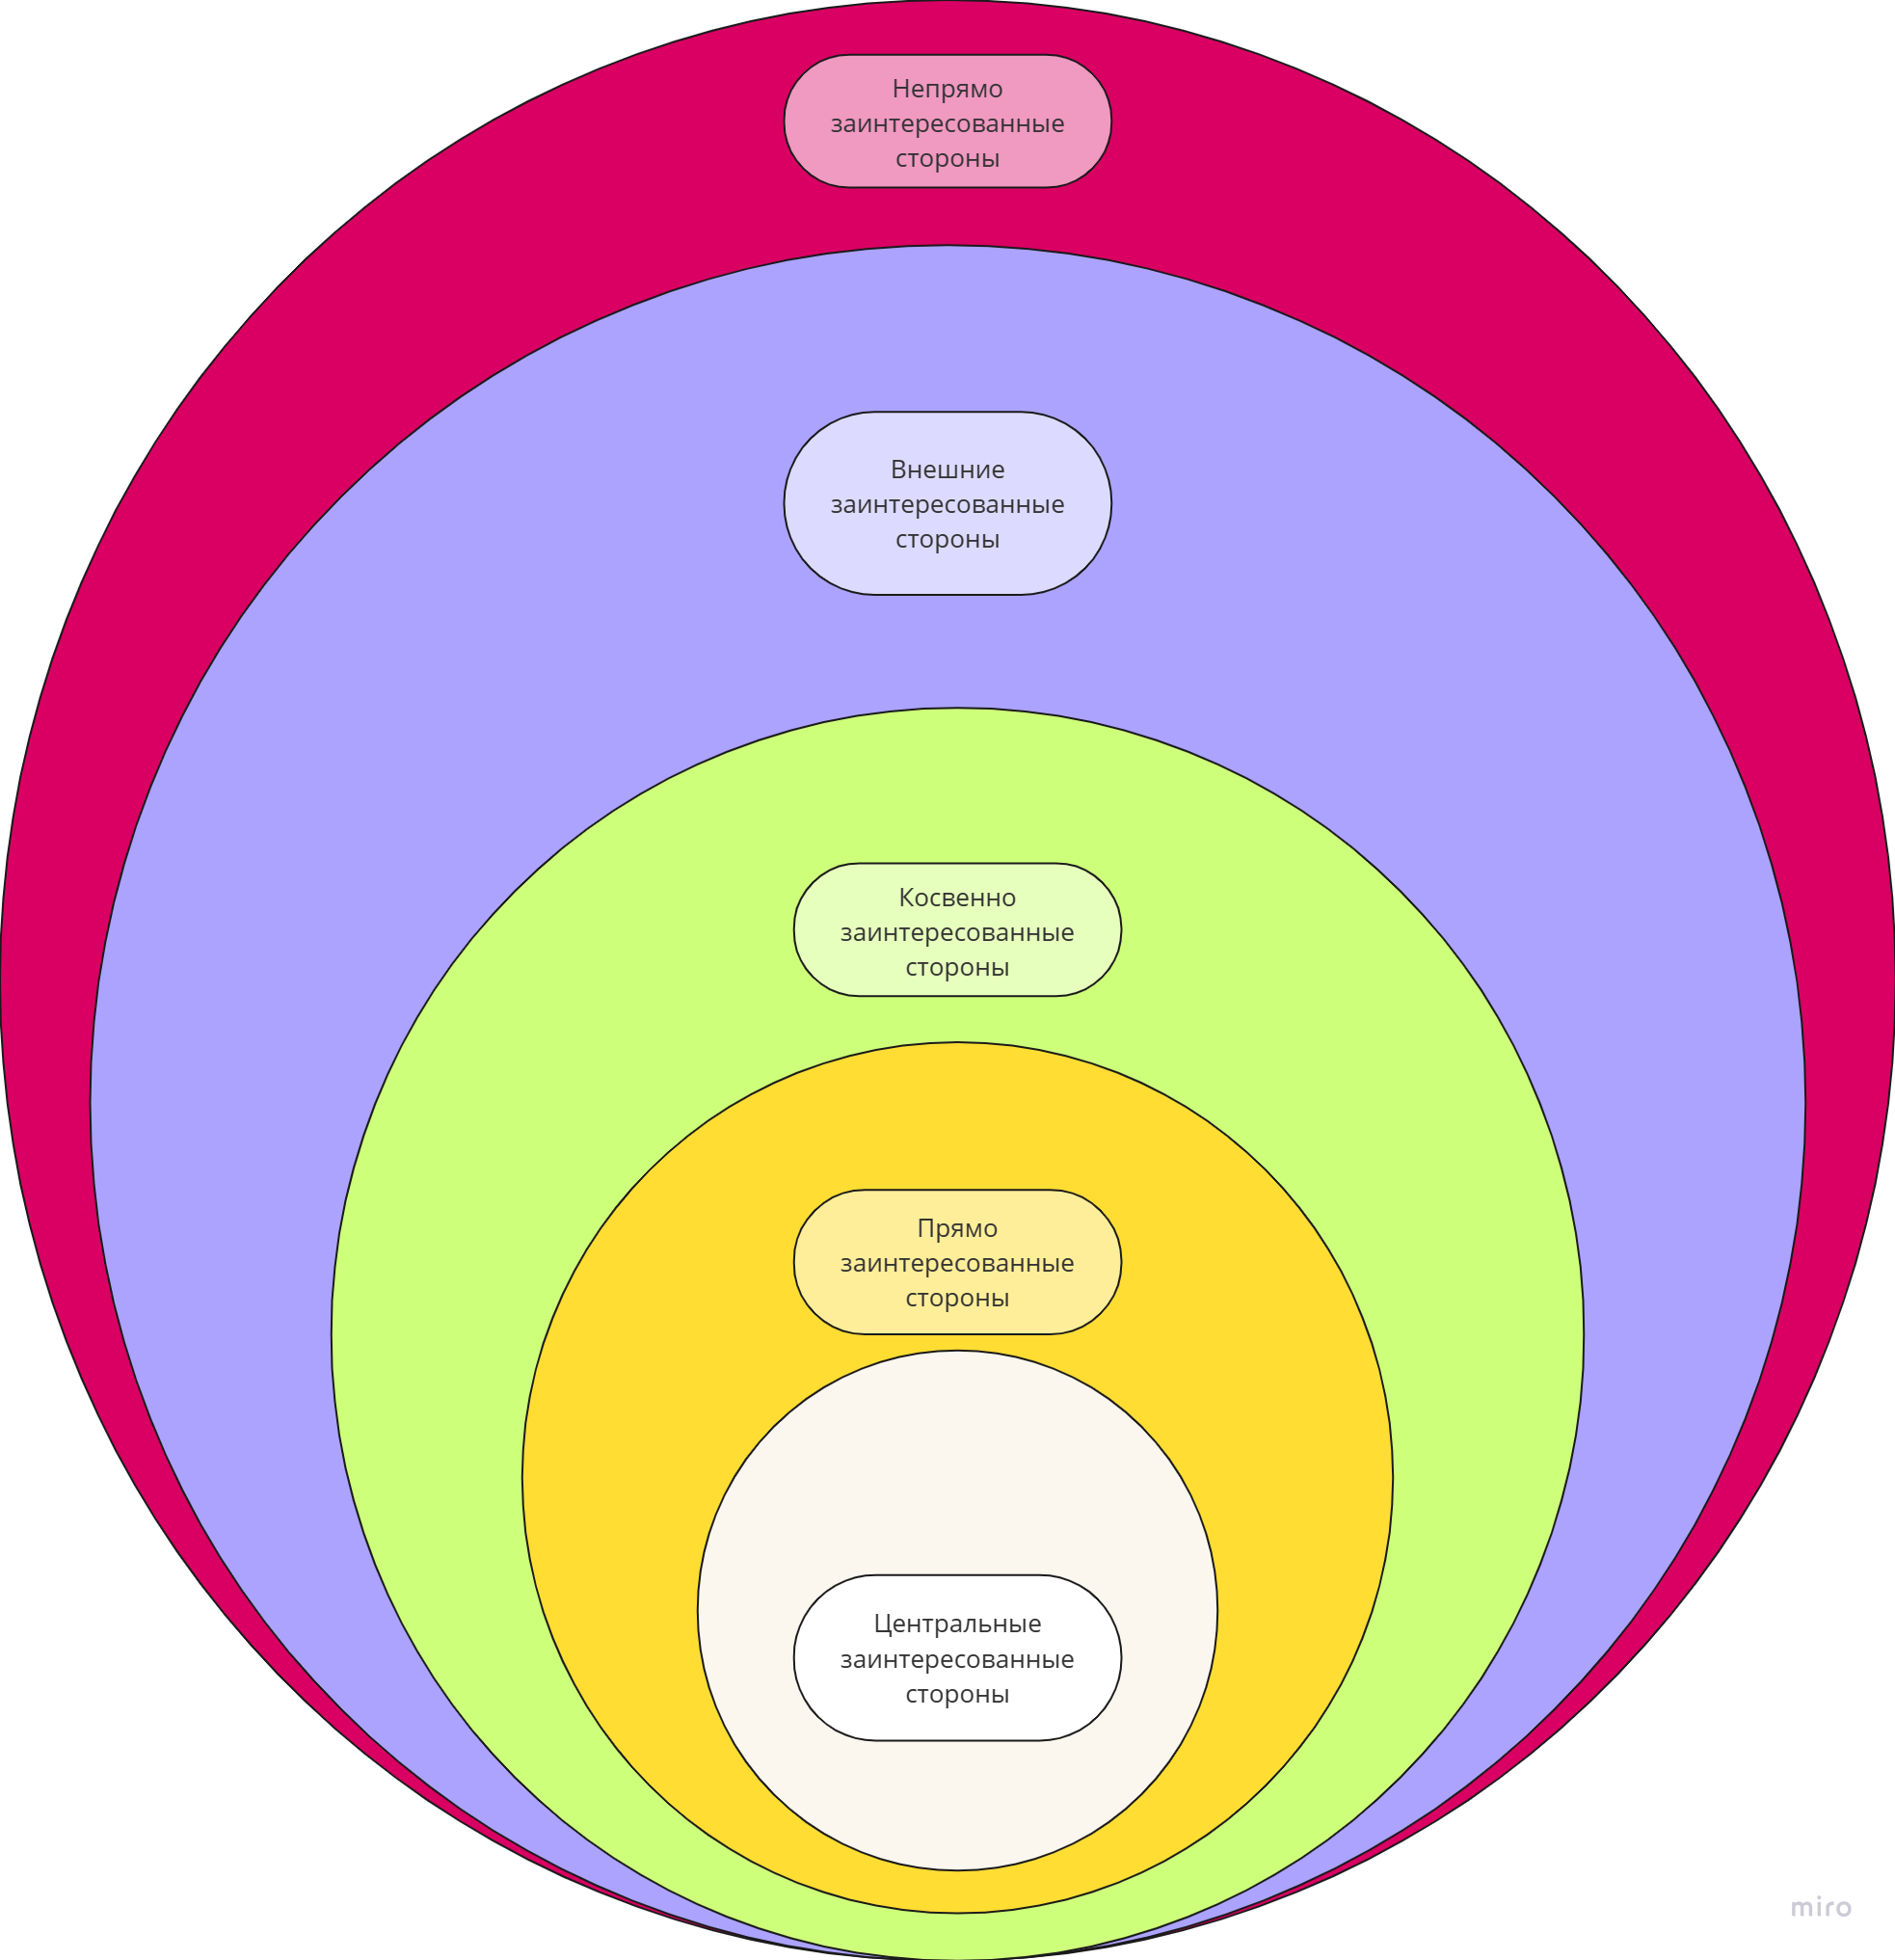 Непрямо
заинтересованные
стороны
Внешние
заинтересованные
стороны
Косвенно
заинтересованные
стороны
Прямо
заинтересованные
стороны
Центральные
заинтересованные
стороны
miro